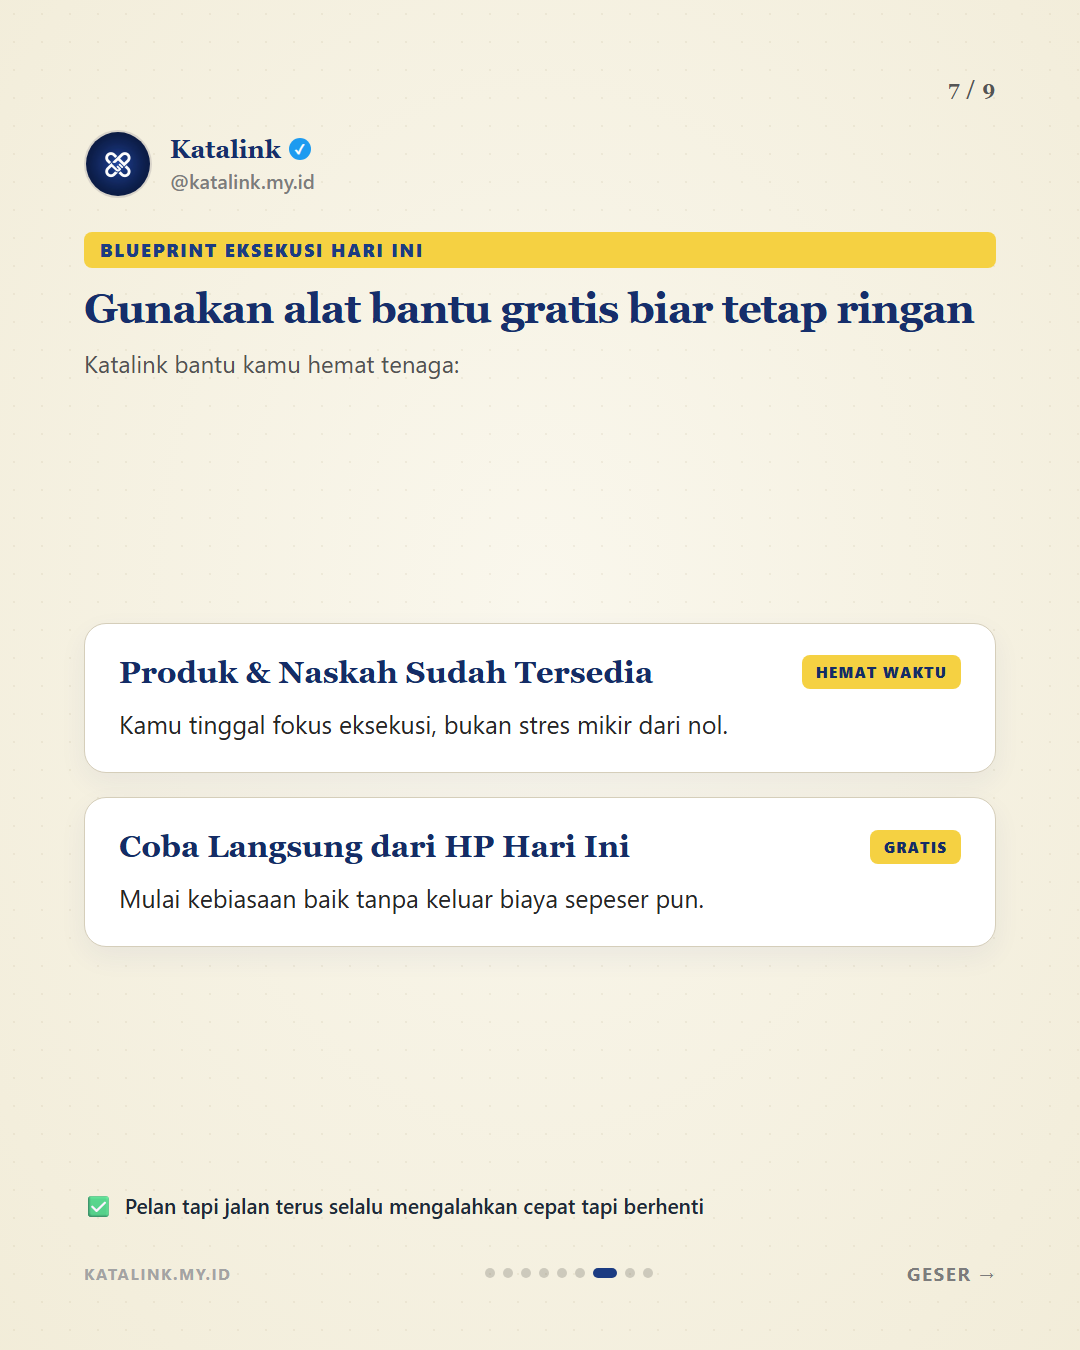 7 / 9
Katalink
@katalink.my.id
BLUEPRINT EKSEKUSI HARI INI
Gunakan alat bantu gratis biar tetap ringan
Katalink bantu kamu hemat tenaga:
Produk & Naskah Sudah Tersedia
HEMAT WAKTU
Kamu tinggal fokus eksekusi, bukan stres mikir dari nol.
Coba Langsung dari HP Hari Ini
GRATIS
Mulai kebiasaan baik tanpa keluar biaya sepeser pun.
✅ Pelan tapi jalan terus selalu mengalahkan cepat tapi berhenti
KATALINK.MY.ID
GESER →